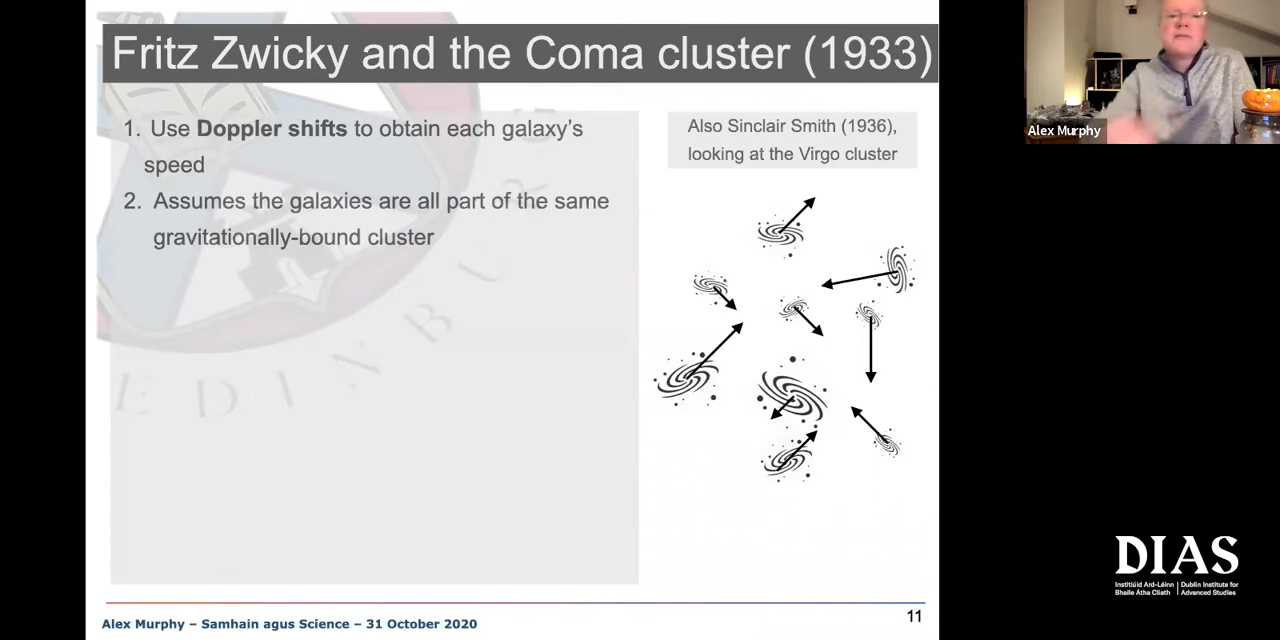 Fritz Zwicky and the Coma cluster (1933)
1. Use Doppler shifts to obtain each galaxy's
speed
2. Assumes the galaxies are all part of the same
gravitationally-bound cluster
Also Sinclair Smith (1936),
looking at the Virgo cluster
EDINBUR
Alex Murphy – Samhain agus Science – 31 October 2020
11
Alex Murphy
DIAS
Institiúid Ard-Léinn | Dublin Institute for
Bhaile Átha Cliath | Advanced Studies